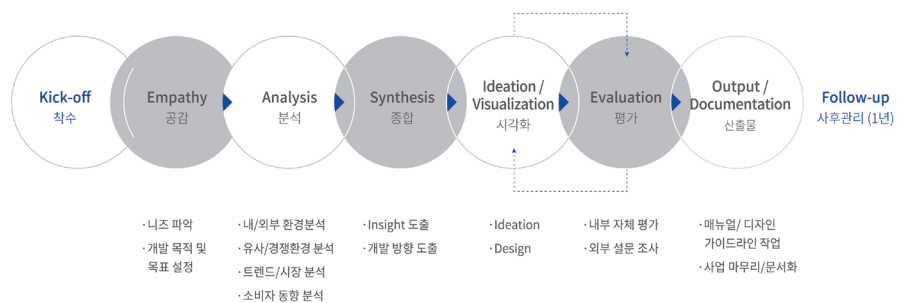 Kick-off
착수
Empathy
공감
Analysis
분석
Synthesis
종합
Ideation /
Visualization
시각화
Evaluation
평가
Output /
Documentation
산출물
Follow-up
사후관리 (1년)
· 니즈 파악
· 개발 목적 및
목표 설정
· 내/외부 환경분석
· 유사/경쟁환경 분석
· 트렌드/시장 분석
· 소비자 동향 분석
· Insight 도출
· 개발 방향 도출
· Ideation
· Design
· 내부 자체 평가
· 외부 설문 조사
· 매뉴얼/ 디자인
가이드라인 작업
· 사업 마무리/문서화